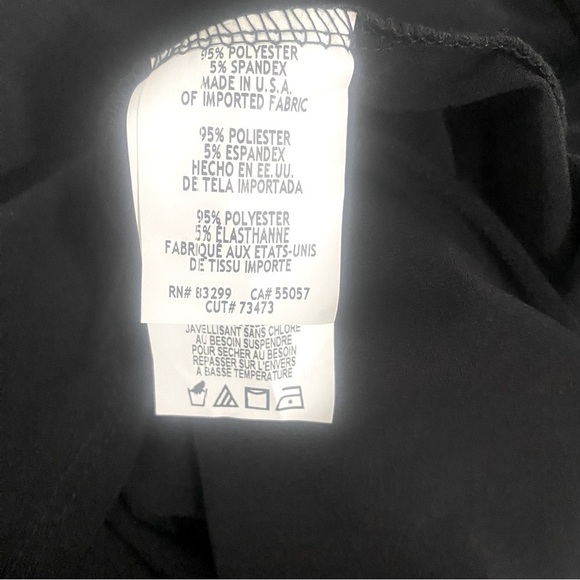 95% POLYESTER
5% SPANDEX
MADE IN U.S.A.
OF IMPORTED FABRIC
95% POLIESTER
5% ESPANDEX
HECHO EN EE.UU.
DE TELA IMPORTADA
95% POLYESTER
5% ÉLASTHANNE
FABRIQUÉ AUX ETATS-UNIS
DE TISSU IMPORTE
RN# 83299 CA# 55057
CUT# 73473
JAVELLISANT SANS CHLORE
AU BESOIN SUSPENDRE
POUR SECHER AU BESOIN
REPASSER SUR L'ENVERS
A BASSE TEMPÉRATURE